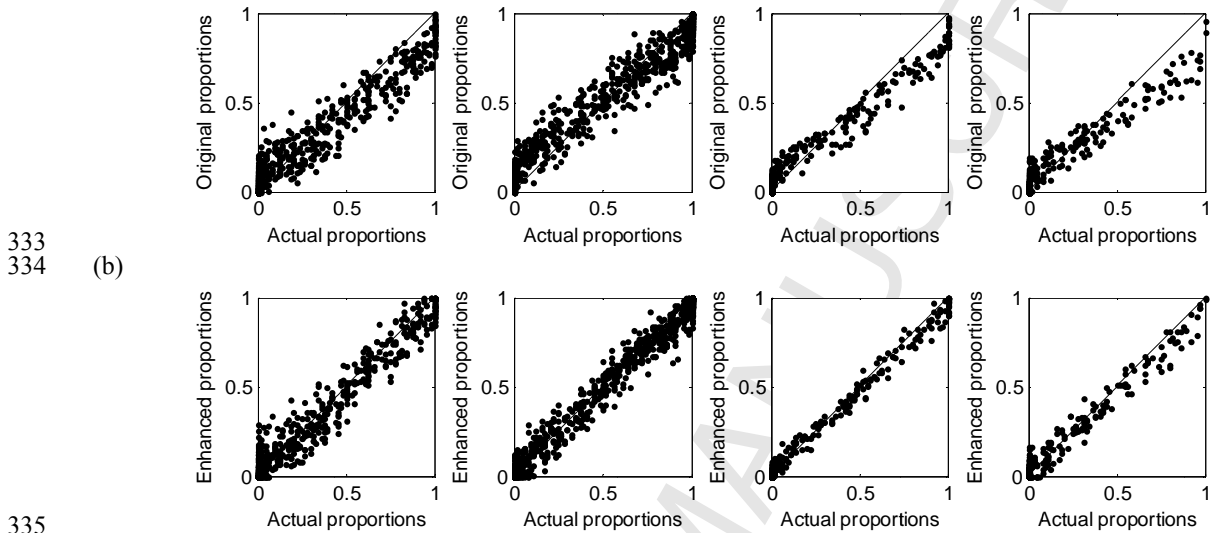 1 1 1 1
Original proportions Original proportions Original proportions Original proportions
0.5 0.5 0.5 0.5
0 0 0 0
0 0.5 1 0 0.5 1 0 0.5 1 0 0.5 1
Actual proportions Actual proportions Actual proportions Actual proportions
333
334 (b)
1 1 1 1
Enhanced proportions Enhanced proportions Enhanced proportions Enhanced proportions
0.5 0.5 0.5 0.5
0 0 0 0
0 0.5 1 0 0.5 1 0 0.5 1 0 0.5 1
Actual proportions Actual proportions Actual proportions Actual proportions
335